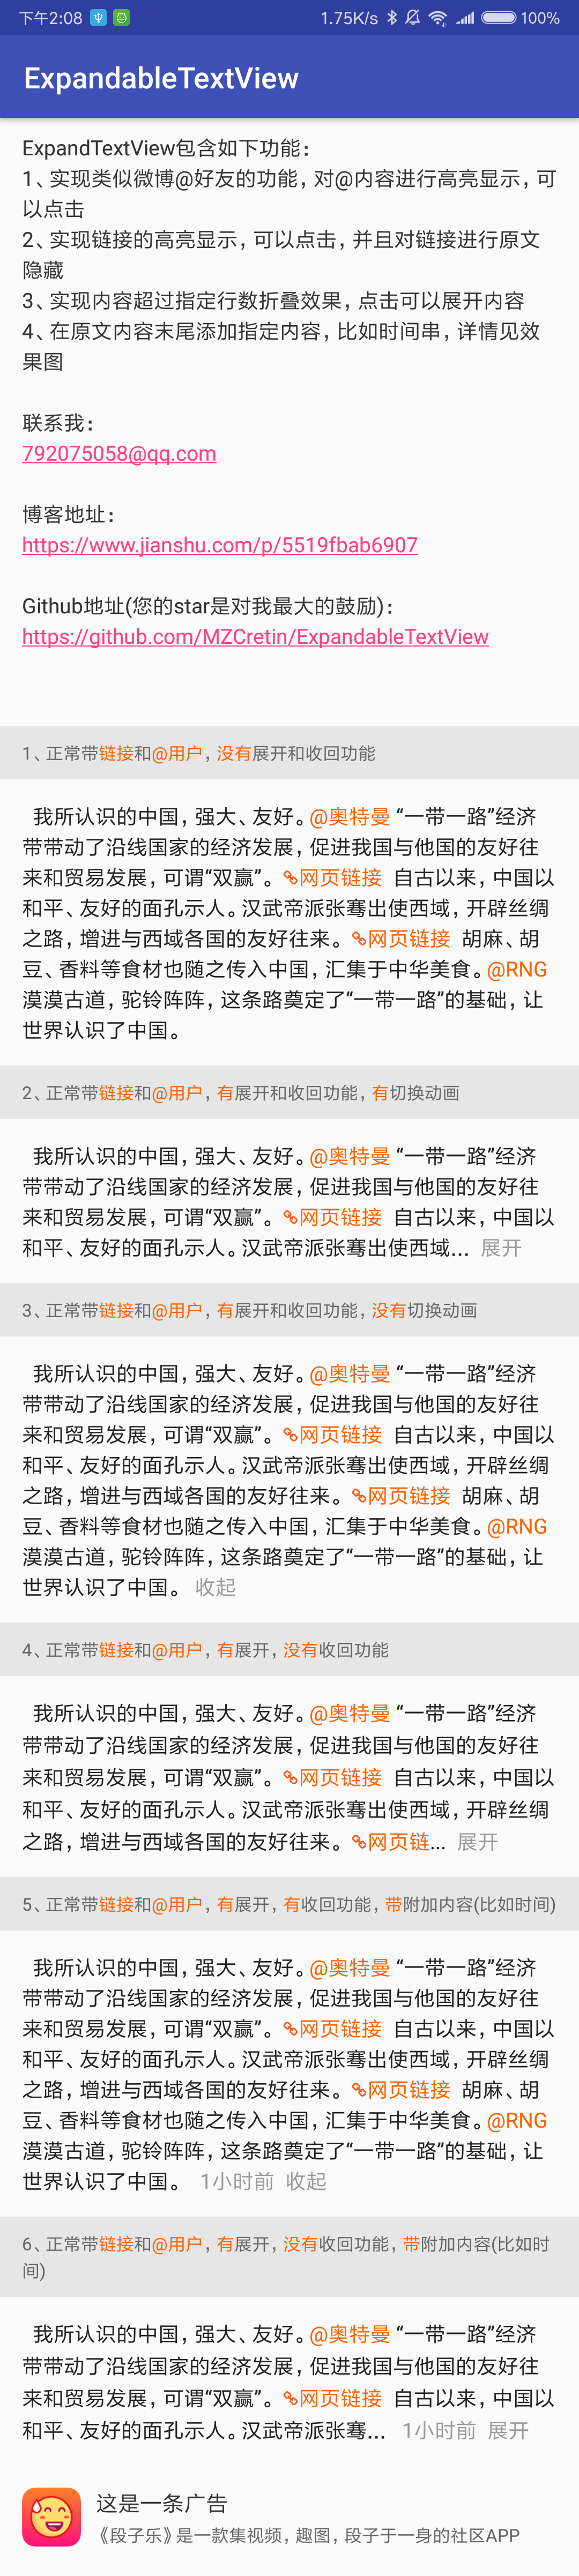 下午2:08 1.75K/s 100%
ExpandableTextView
ExpandTextView包含如下功能：
1、实现类似微博@好友的功能，对@内容进行高亮显示，可
以点击
2、实现链接的高亮显示，可以点击，并且对链接进行原文
隐藏
3、实现内容超过指定行数折叠效果，点击可以展开内容
4、在原文内容末尾添加指定内容，比如时间串，详情见效
果图
联系我：
792075058@qq.com
博客地址：
https://www.jianshu.com/p/5519fbab6907
Github地址(您的star是对我最大的鼓励)：
https://github.com/MZCretin/ExpandableTextView
1、正常带链接和@用户，没有展开和收回功能
我所认识的中国，强大、友好。@奥特曼 “一带一路”经济
带带动了沿线国家的经济发展，促进我国与他国的友好往
来和贸易发展，可谓“双赢”。 网页链接 自古以来，中国以
和平、友好的面孔示人。汉武帝派张骞出使西域，开辟丝绸
之路，增进与西域各国的友好往来。 网页链接 胡麻、胡
豆、香料等食材也随之传入中国，汇集于中华美食。@RNG
漠漠古道，驼铃阵阵，这条路奠定了“一带一路”的基础，让
世界认识了中国。
2、正常带链接和@用户，有展开和收回功能，有切换动画
我所认识的中国，强大、友好。@奥特曼 “一带一路”经济
带带动了沿线国家的经济发展，促进我国与他国的友好往
来和贸易发展，可谓“双赢”。 网页链接 自古以来，中国以
和平、友好的面孔示人。汉武帝派张骞出使西域... 展开
3、正常带链接和@用户，有展开和收回功能，没有切换动画
我所认识的中国，强大、友好。@奥特曼 “一带一路”经济
带带动了沿线国家的经济发展，促进我国与他国的友好往
来和贸易发展，可谓“双赢”。 网页链接 自古以来，中国以
和平、友好的面孔示人。汉武帝派张骞出使西域，开辟丝绸
之路，增进与西域各国的友好往来。 网页链接 胡麻、胡
豆、香料等食材也随之传入中国，汇集于中华美食。@RNG
漠漠古道，驼铃阵阵，这条路奠定了“一带一路”的基础，让
世界认识了中国。 收起
4、正常带链接和@用户，有展开，没有收回功能
我所认识的中国，强大、友好。@奥特曼 “一带一路”经济
带带动了沿线国家的经济发展，促进我国与他国的友好往
来和贸易发展，可谓“双赢”。 网页链接 自古以来，中国以
和平、友好的面孔示人。汉武帝派张骞出使西域，开辟丝绸
之路，增进与西域各国的友好往来。 网页链... 展开
5、正常带链接和@用户，有展开，有收回功能，带附加内容(比如时间)
我所认识的中国，强大、友好。@奥特曼 “一带一路”经济
带带动了沿线国家的经济发展，促进我国与他国的友好往
来和贸易发展，可谓“双赢”。 网页链接 自古以来，中国以
和平、友好的面孔示人。汉武帝派张骞出使西域，开辟丝绸
之路，增进与西域各国的友好往来。 网页链接 胡麻、胡
豆、香料等食材也随之传入中国，汇集于中华美食。@RNG
漠漠古道，驼铃阵阵，这条路奠定了“一带一路”的基础，让
世界认识了中国。 1小时前 收起
6、正常带链接和@用户，有展开，没有收回功能，带附加内容(比如时
间)
我所认识的中国，强大、友好。@奥特曼 “一带一路”经济
带带动了沿线国家的经济发展，促进我国与他国的友好往
来和贸易发展，可谓“双赢”。 网页链接 自古以来，中国以
和平、友好的面孔示人。汉武帝派张骞... 1小时前 展开
这是一条广告
《段子乐》是一款集视频，趣图，段子于一身的社区APP